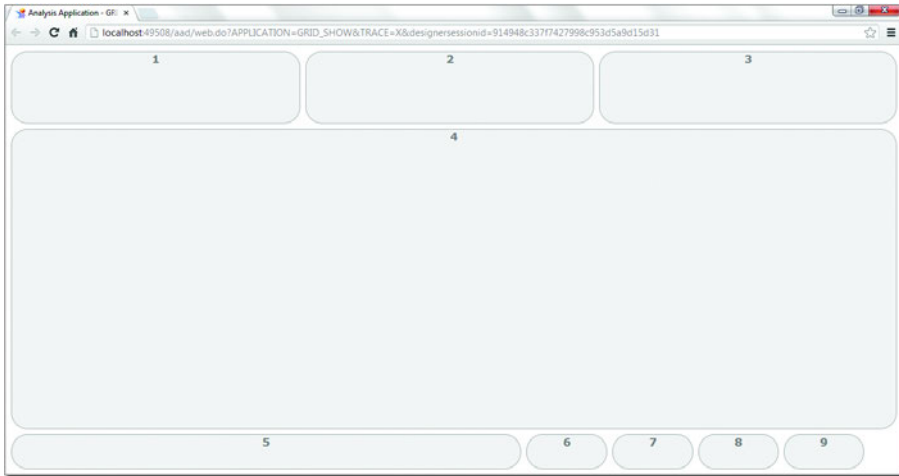 Analysis Application - GRI
localhost:49508/aad/web.do?APPLICATION=GRID_SHOW&TRACE=X&designersessionid=914948c337f7427998c953d5a9d15d31
1 2 3
4
5 6 7 8 9